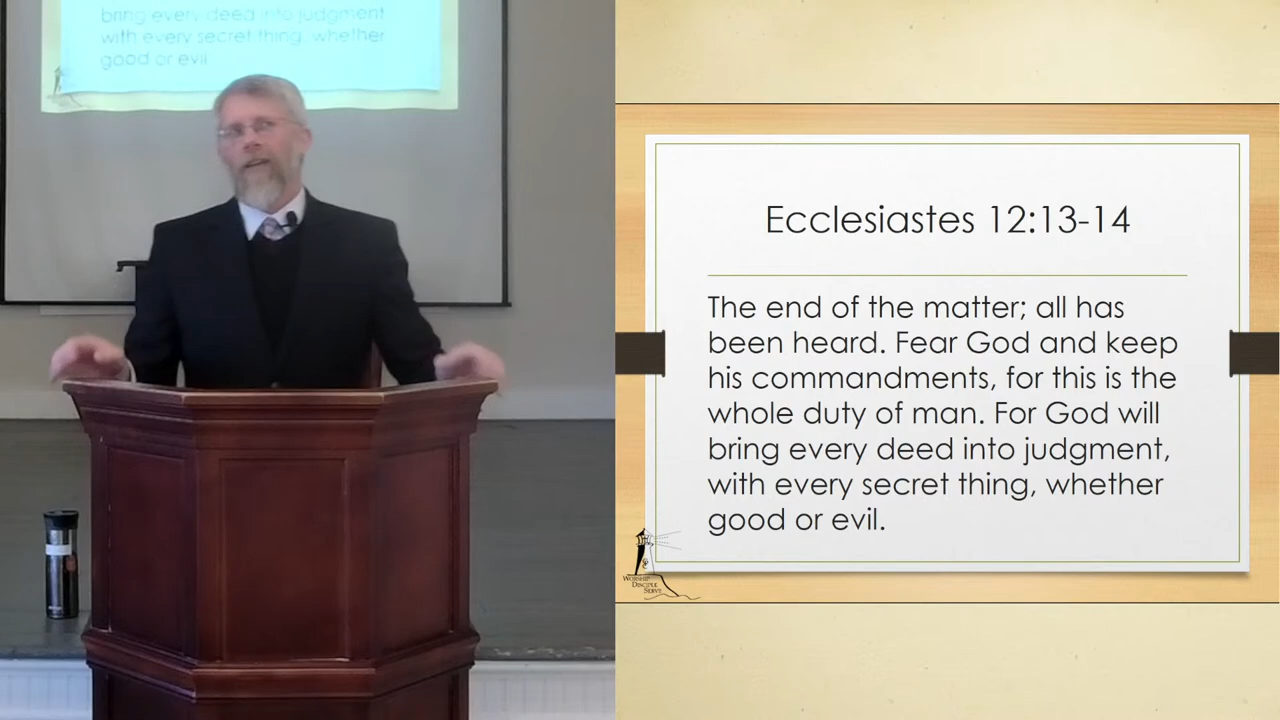 bring every deed into judgment
with every secret thing, whether
good or evil
Ecclesiastes 12:13-14
The end of the matter; all has
been heard. Fear God and keep
his commandments, for this is the
whole duty of man. For God will
bring every deed into judgment,
with every secret thing, whether
good or evil.
WORSHIP
DISCIPLE
SERVE